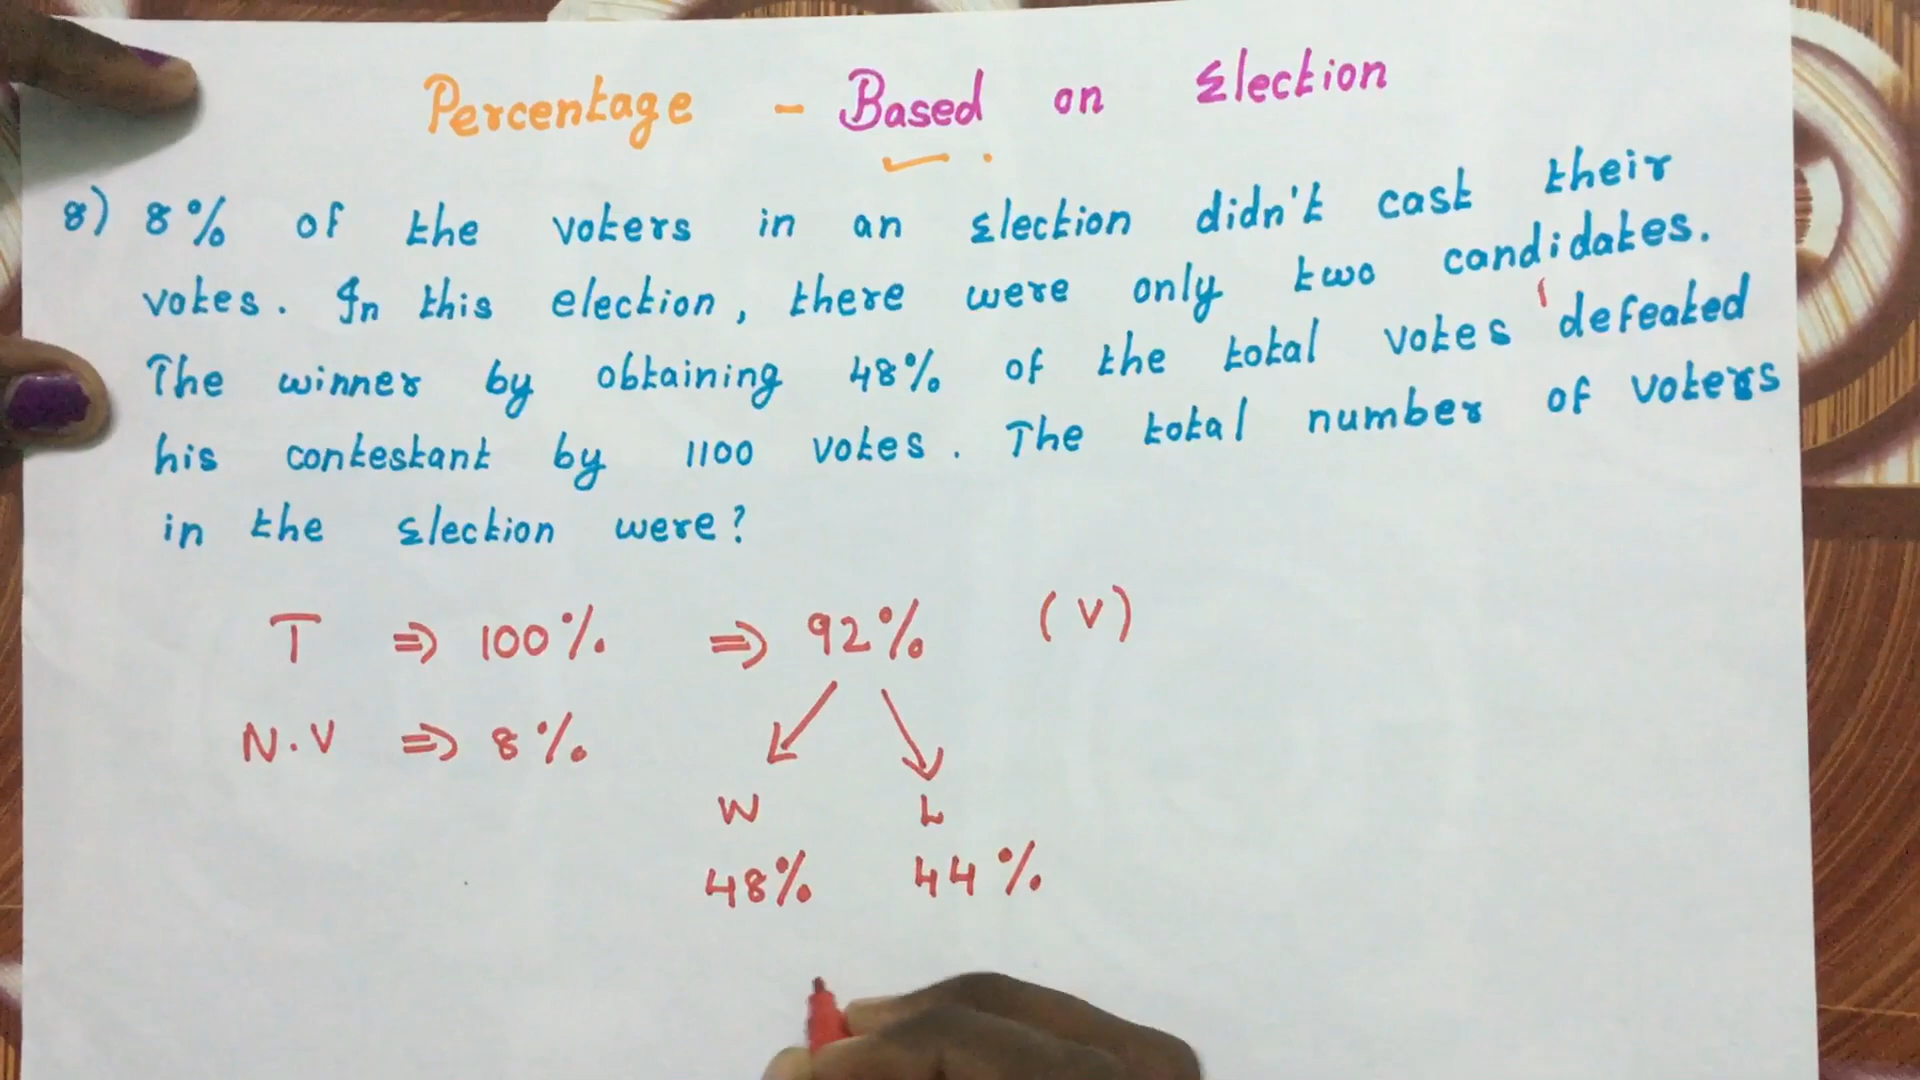 Percentage - Based on Election
8) 8% of the voters in an Election didn't cast their
votes. In this election, there were only two candidates.
The winner by obtaining 48% of the total votes defeated
his contestant by 1100 votes. The total number of voters
in the Election were?
T ⇒ 100% ⇒ 92% (V)
N.V ⇒ 8%
W L
48% 44%